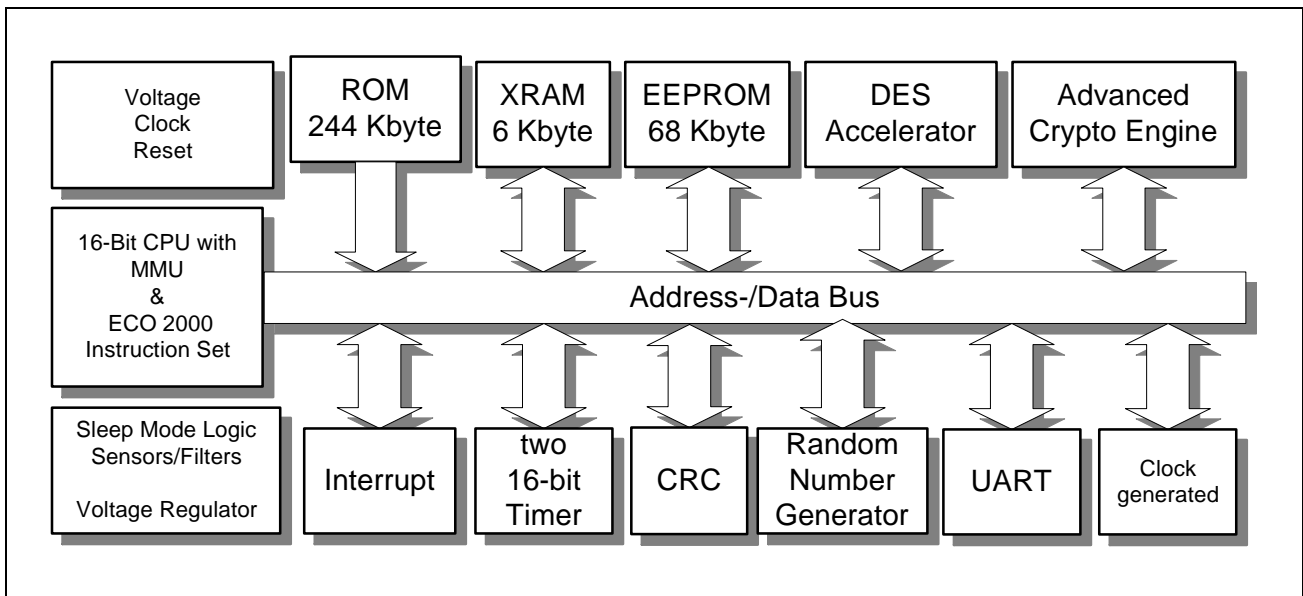 Voltage
Clock
Reset
ROM
244 Kbyte
XRAM
6 Kbyte
EEPROM
68 Kbyte
DES
Accelerator
Advanced
Crypto Engine
16-Bit CPU with
MMU
&
ECO 2000
Instruction Set
Address-/Data Bus
Sleep Mode Logic
Sensors/Filters
Voltage Regulator
Interrupt
two
16-bit
Timer
CRC
Random
Number
Generator
UART
Clock
generated